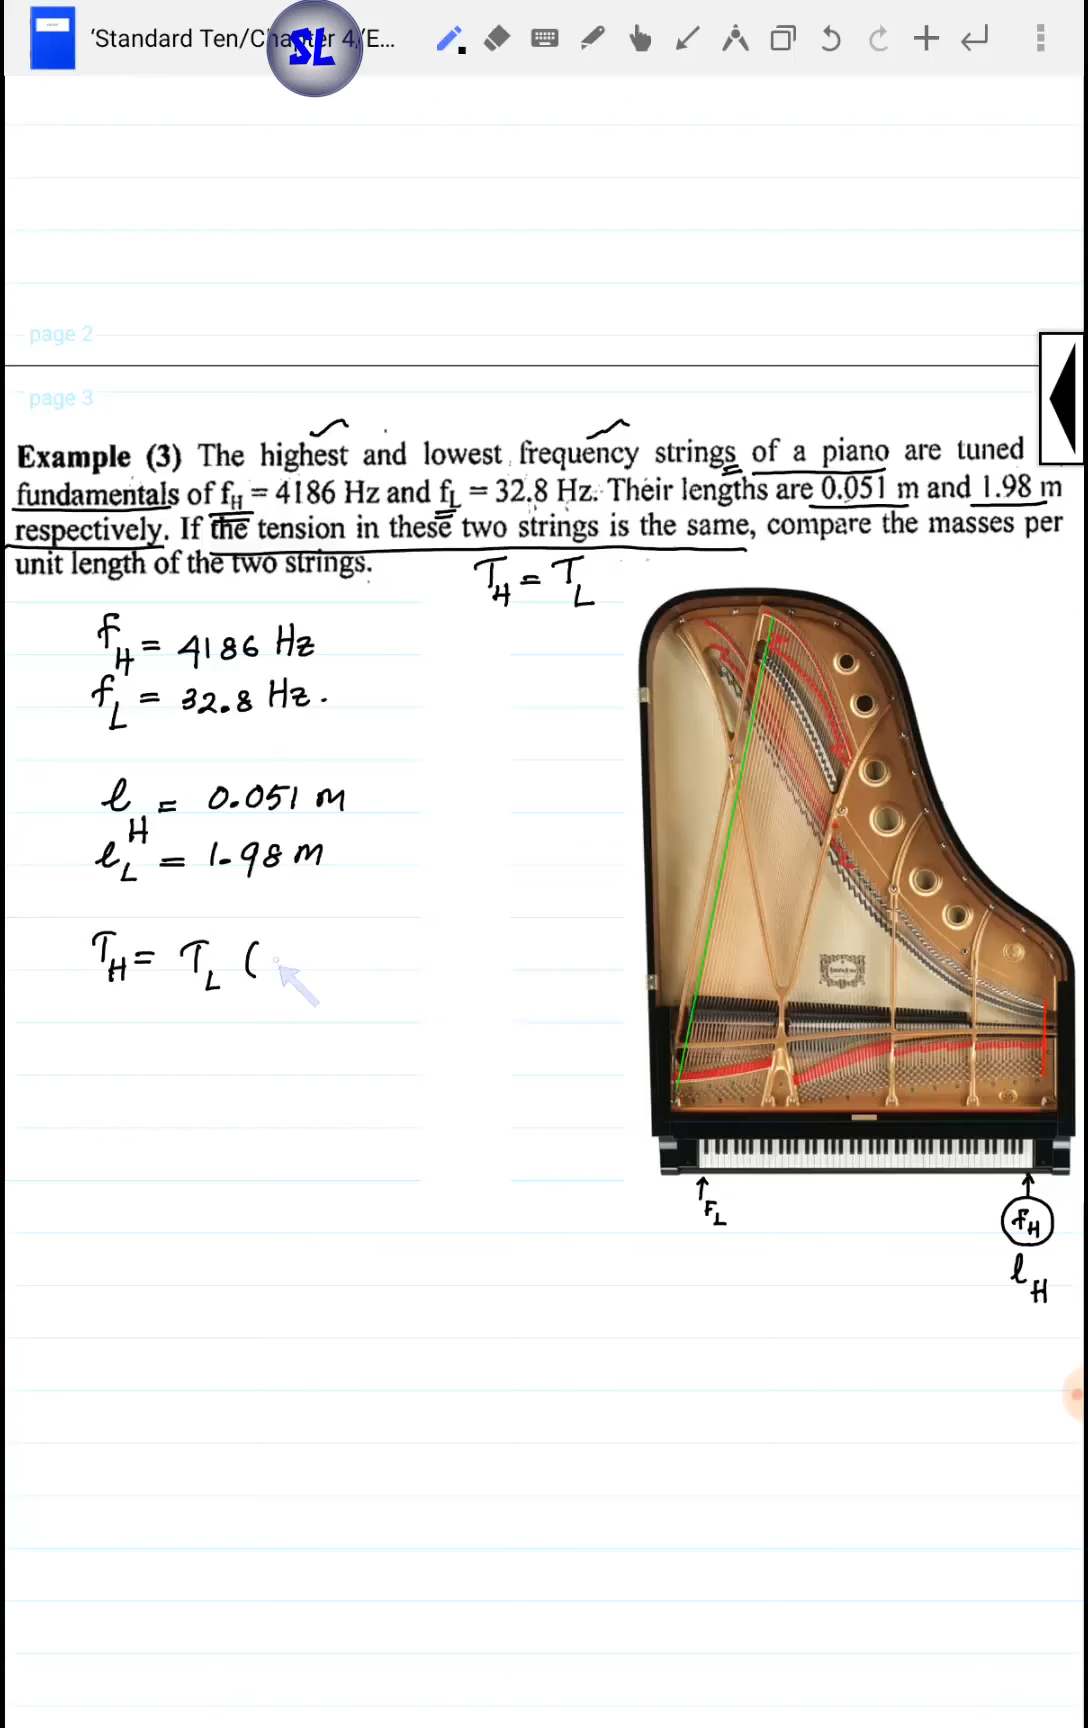 ‘Standard Ten/Chapter 4/E...
SL
page 2
page 3
Example (3) The highest and lowest frequency strings of a piano are tuned
fundamentals of fH = 4186 Hz and fL = 32.8 Hz. Their lengths are 0.051 m and 1.98 m
respectively. If the tension in these two strings is the same, compare the masses per
unit length of the two strings.
TH = TL
fH = 4186 Hz
fL = 32.8 Hz.
lH = 0.051 m
lL = 1.98 m
TH = TL (
FL
fH
lH